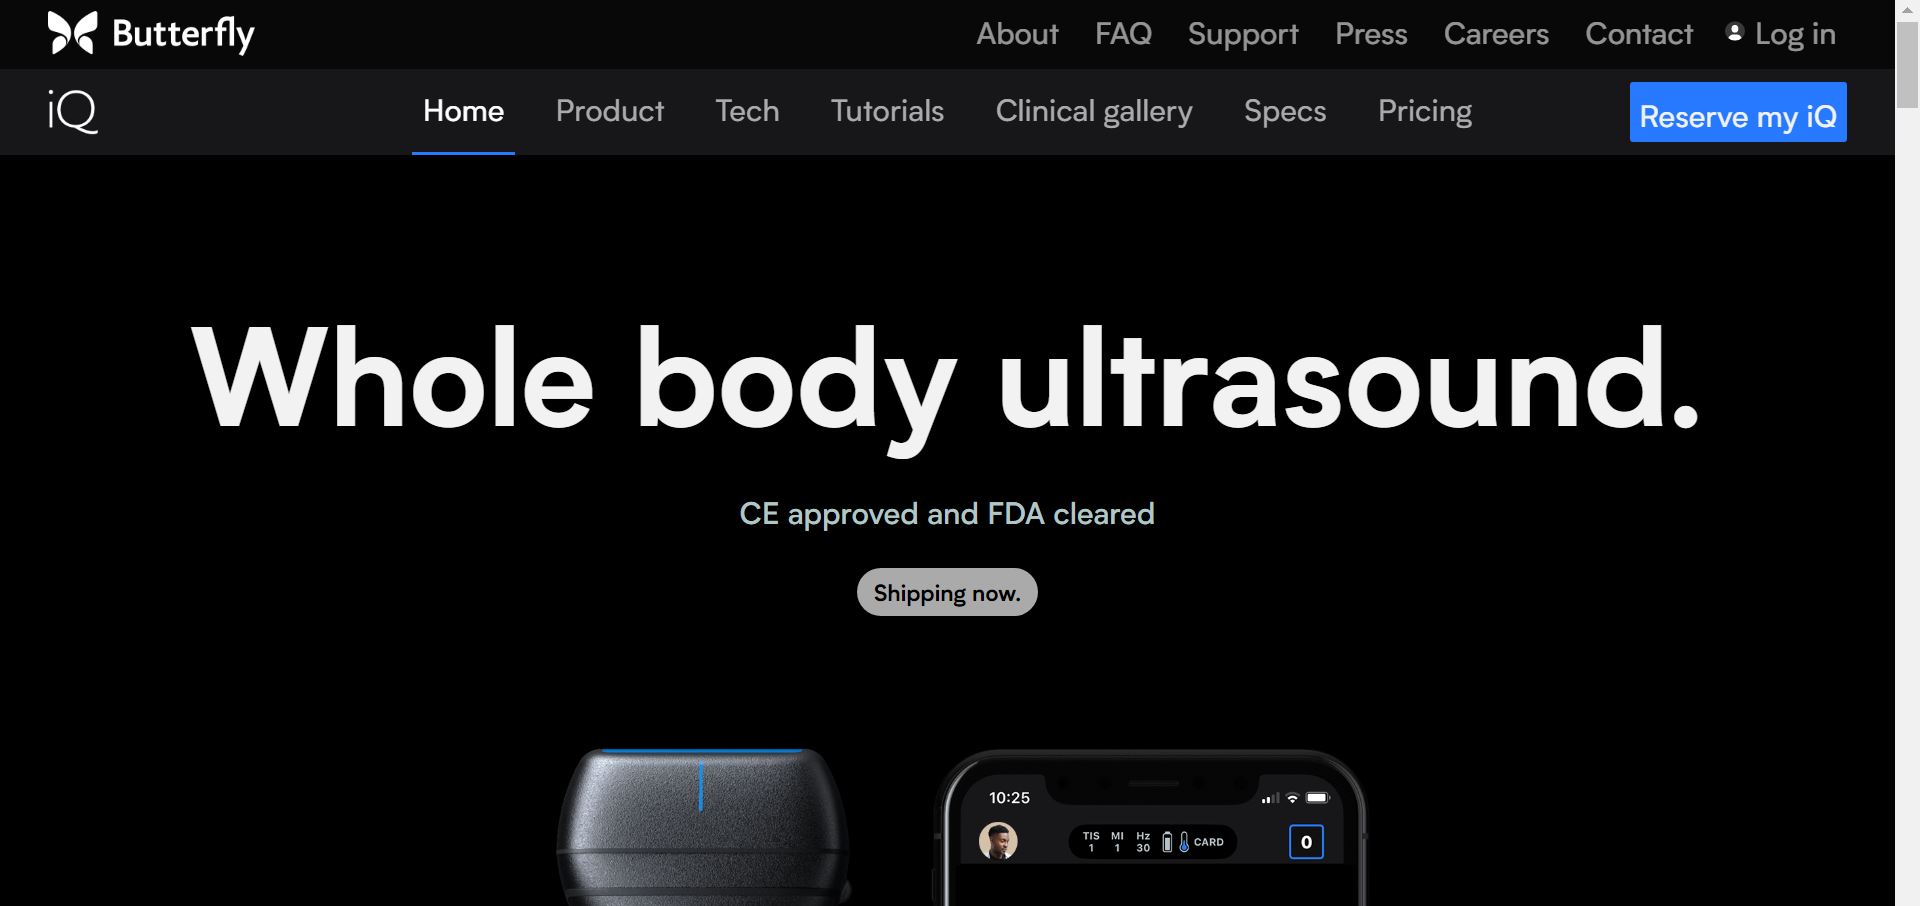 Butterfly
About FAQ Support Press Careers Contact Log in
iQ
Home Product Tech Tutorials Clinical gallery Specs Pricing
Reserve my iQ
Whole body ultrasound.
CE approved and FDA cleared
Shipping now.
10:25
TIS MI Hz
1 1 30 CARD
0